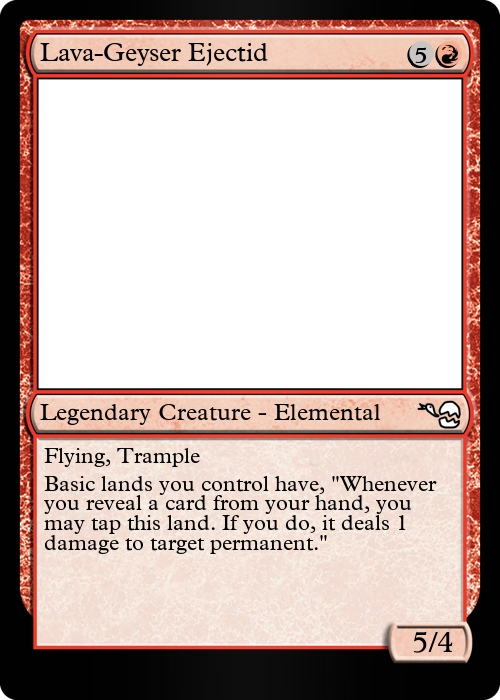 Lava-Geyser Ejectid 5
Legendary Creature - Elemental
Flying, Trample
Basic lands you control have, "Whenever
you reveal a card from your hand, you
may tap this land. If you do, it deals 1
damage to target permanent."
5/4